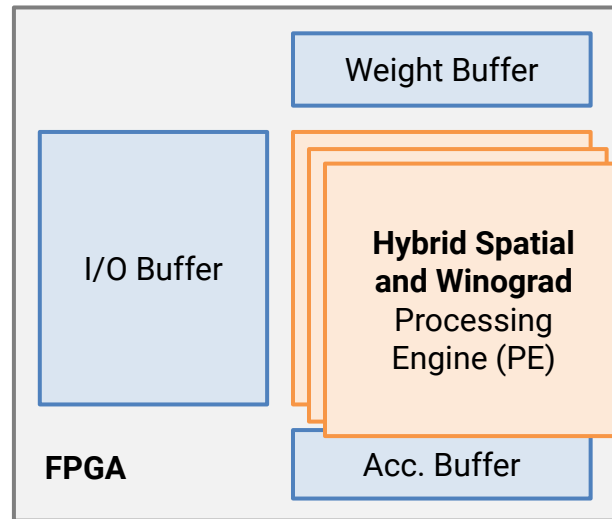 Weight Buffer
I/O Buffer
Hybrid Spatial
and Winograd
Processing
Engine (PE)
FPGA
Acc. Buffer